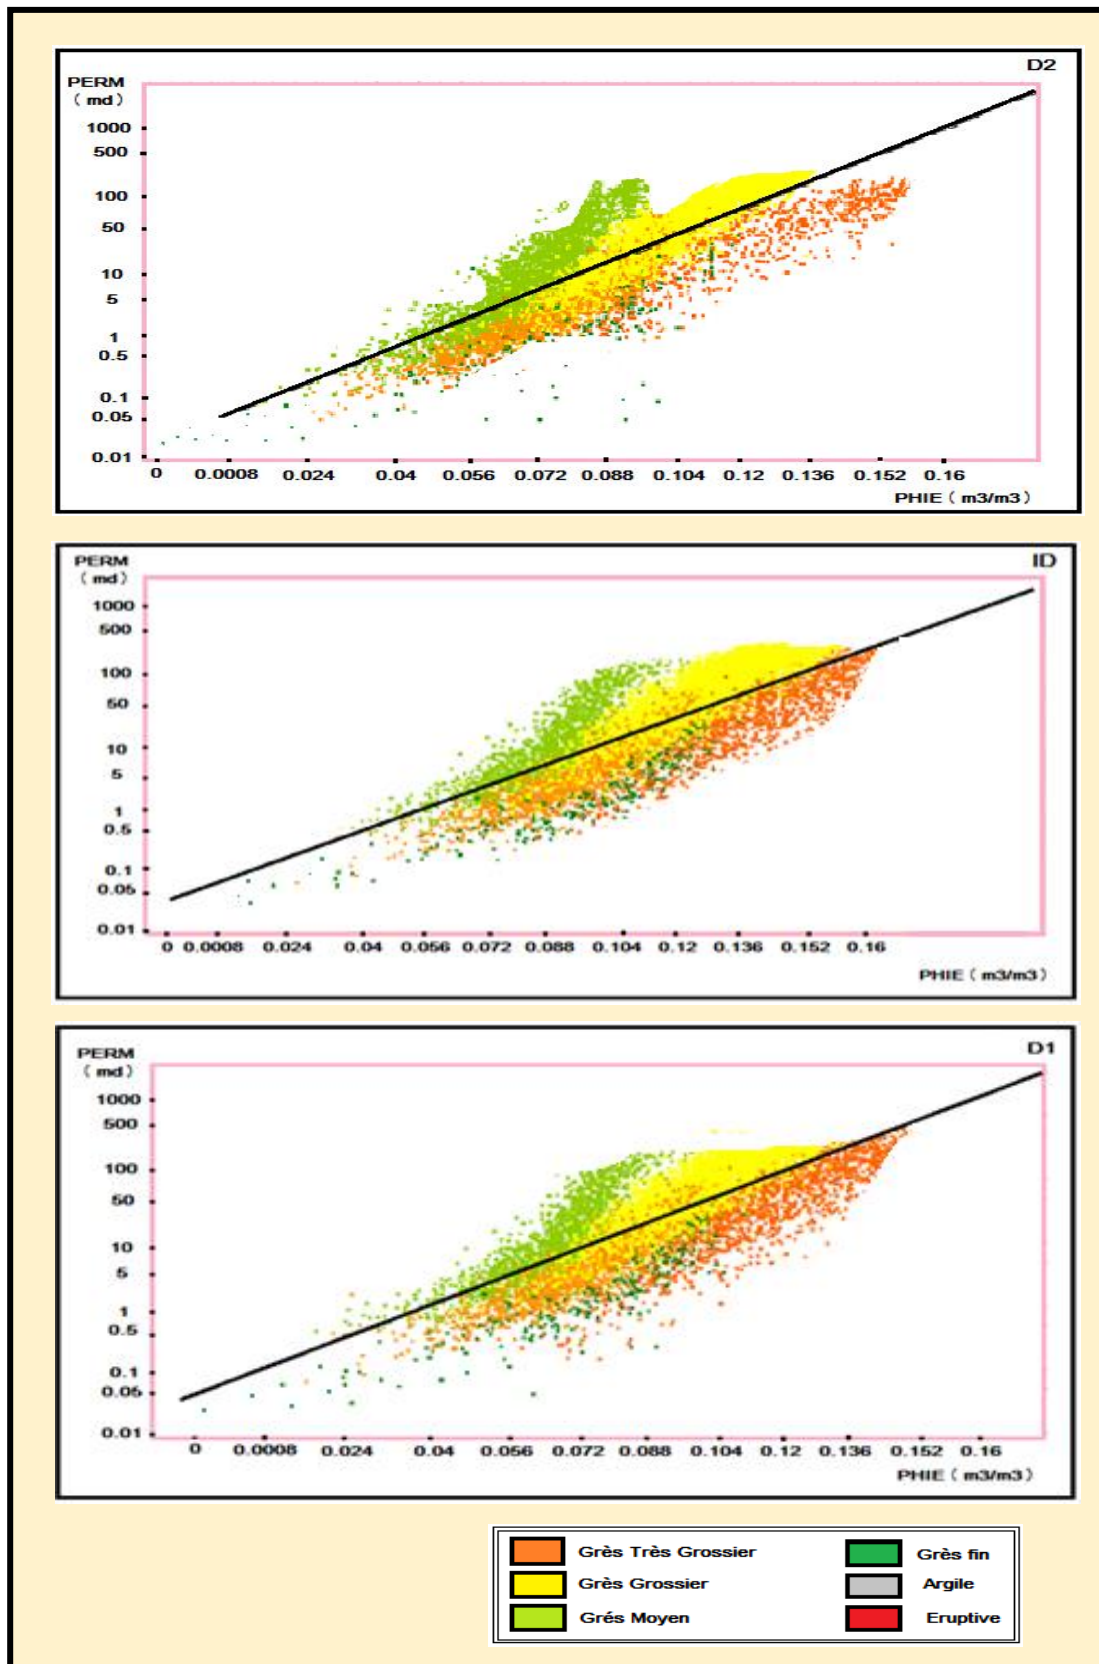 D2
PERM
( md)
1000
500
100
50
10
5
1
0.5
0.1
0.05
0.01
0 0.0008 0.024 0.04 0.056 0.072 0.088 0.104 0.12 0.136 0.152 0.16
PHIE ( m3/m3)
ID
PERM
( md)
1000
500
100
50
10
5
1
0.5
0.1
0.05
0.01
0 0.0008 0.024 0.04 0.056 0.072 0.088 0.104 0.12 0.136 0.152 0.16
PHIE ( m3/m3)
D1
PERM
( md)
1000
500
100
50
10
5
1
0.5
0.1
0.05
0.01
0 0.0008 0.024 0.04 0.056 0.072 0.088 0.104 0.12 0.136 0.152 0.16
PHIE ( m3/m3)
Grès Très Grossier
Grès fin
Grès Grossier
Argile
Grés Moyen
Eruptive